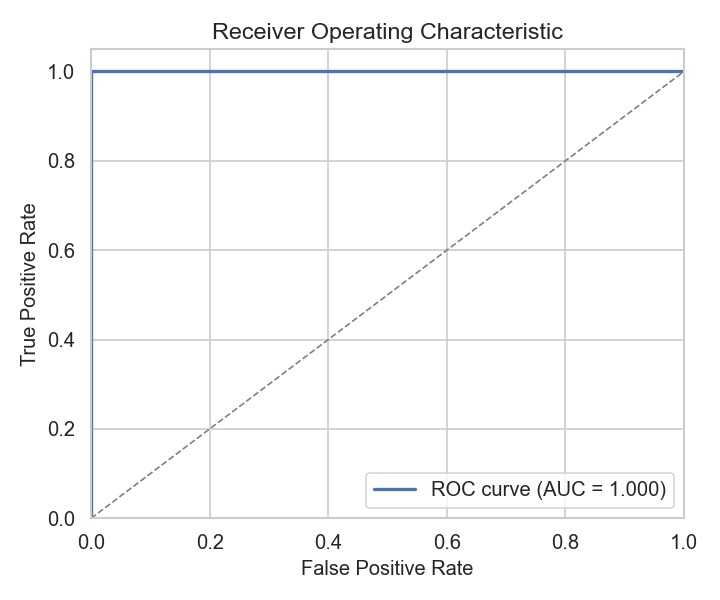 Receiver Operating Characteristic
True Positive Rate
1.0
0.8
0.6
0.4
0.2
0.0
ROC curve (AUC = 1.000)
0.0 0.2 0.4 0.6 0.8 1.0
False Positive Rate